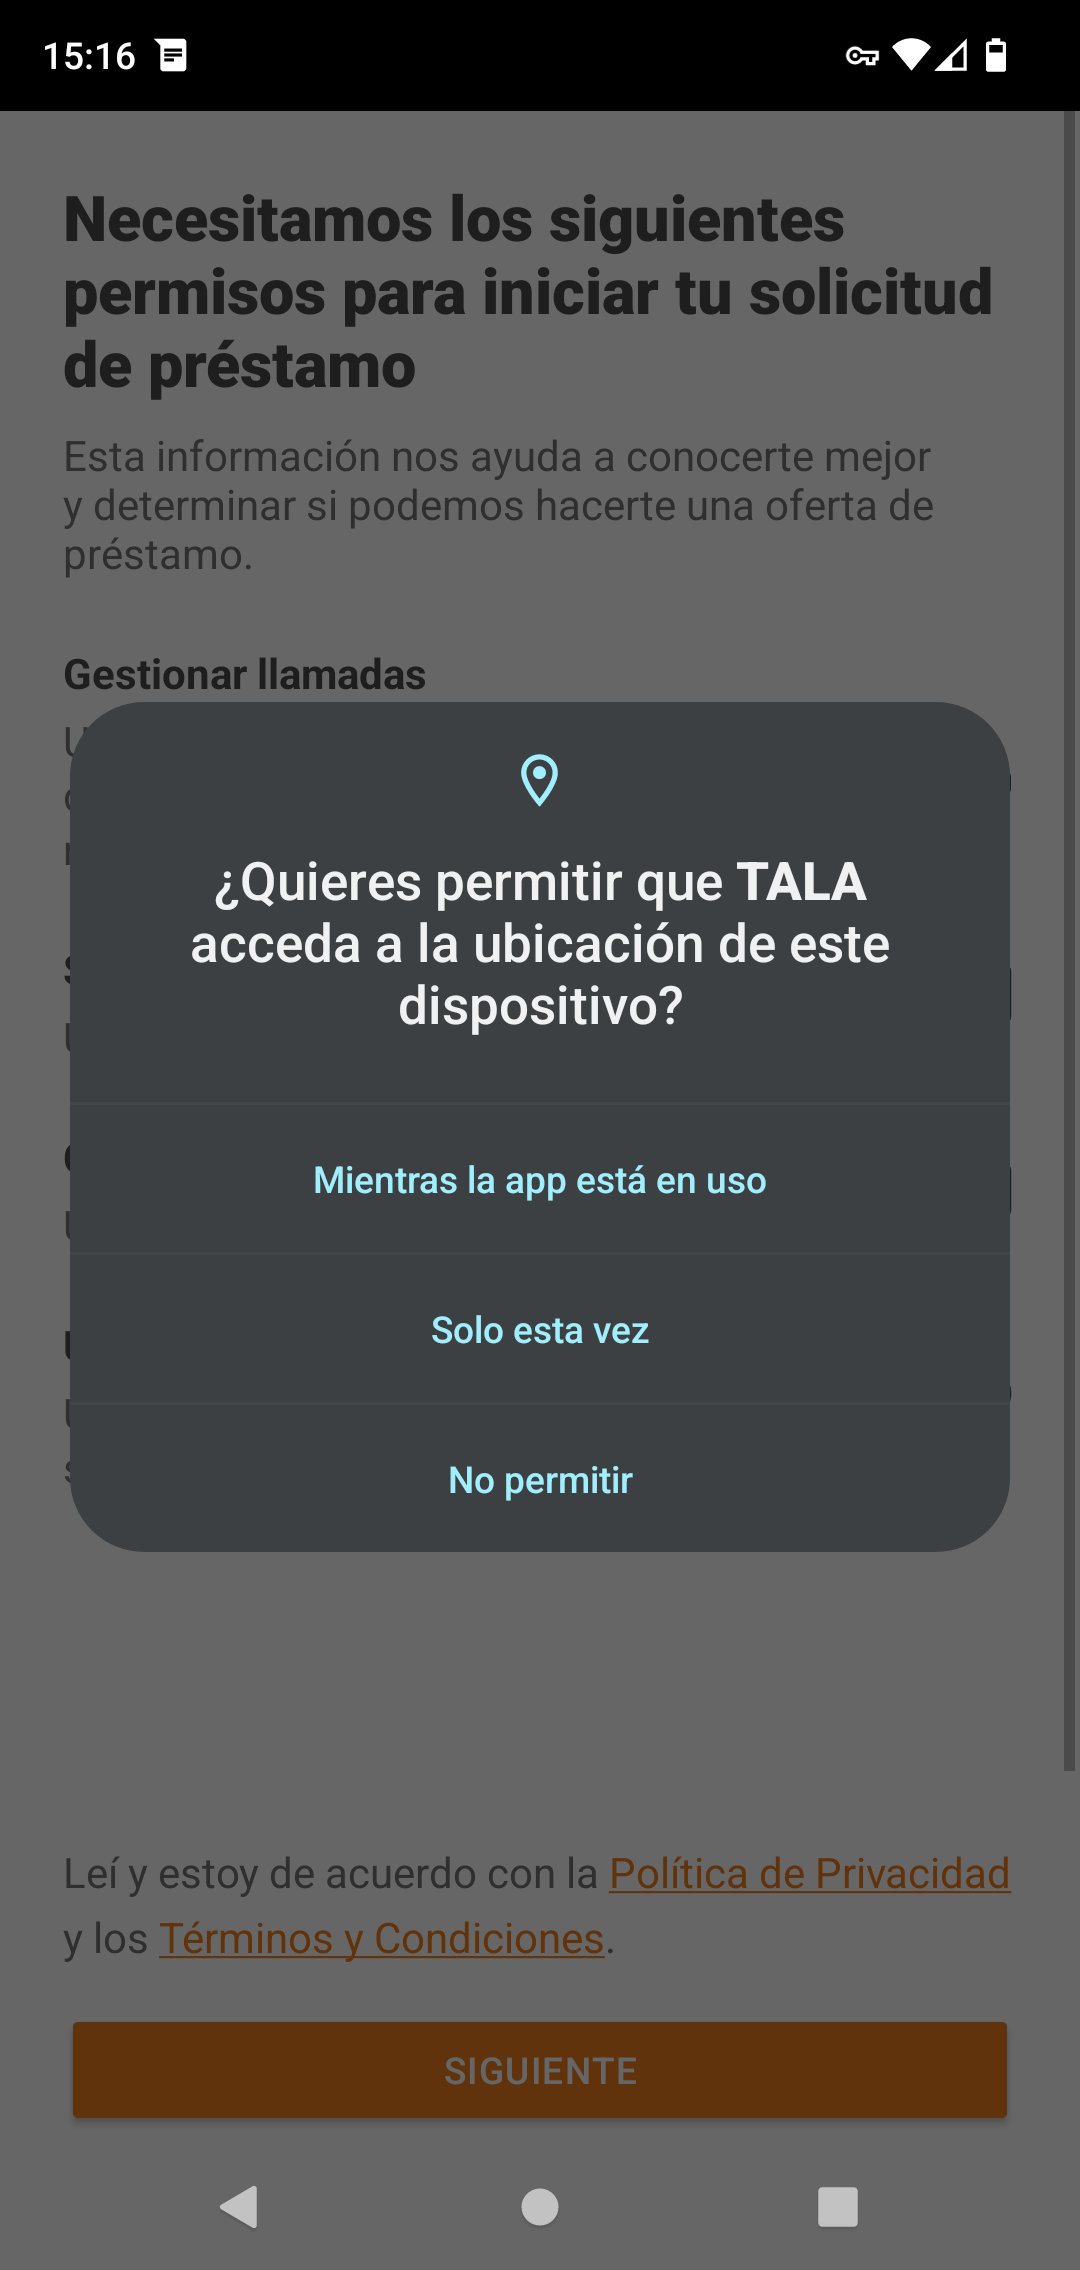 15:16
Necesitamos los siguientes
permisos para iniciar tu solicitud
de préstamo
Esta información nos ayuda a conocerte mejor
y determinar si podemos hacerte una oferta de
préstamo.
Gestionar llamadas
¿Quieres permitir que TALA
acceda a la ubicación de este
dispositivo?
Mientras la app está en uso
Solo esta vez
No permitir
Leí y estoy de acuerdo con la Política de Privacidad
y los Términos y Condiciones.
SIGUIENTE